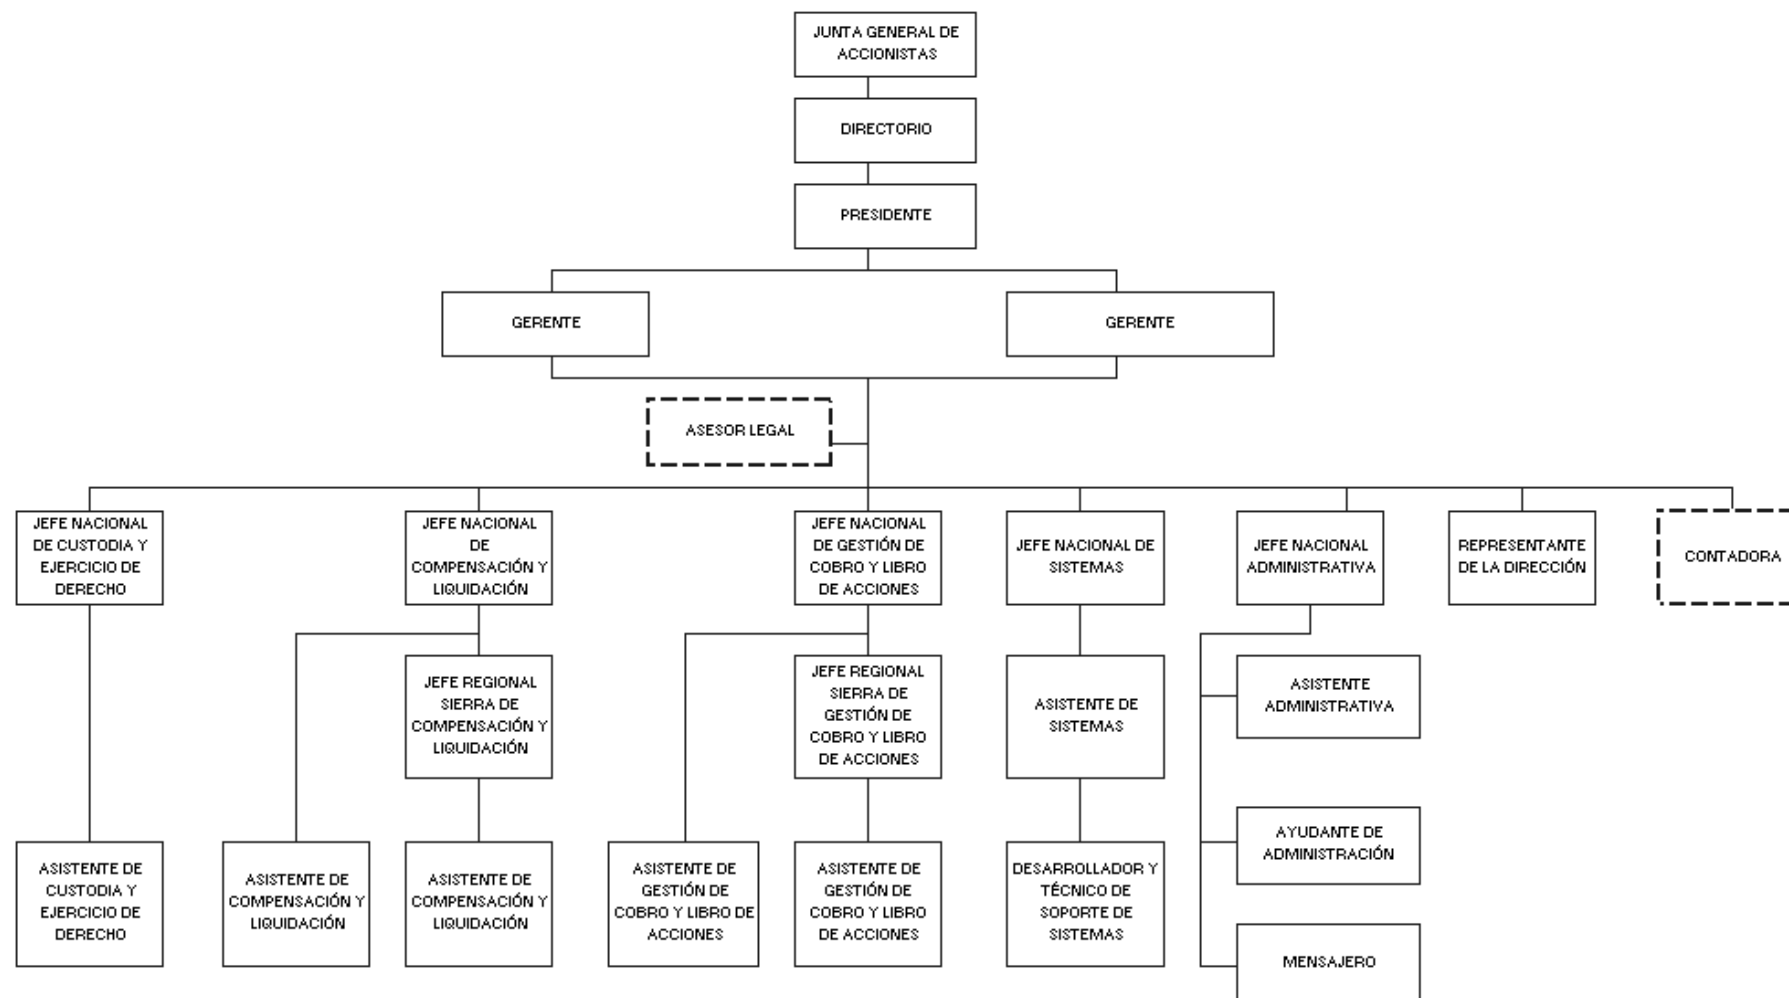 JUNTA GENERAL DE
ACCIONISTAS
DIRECTORIO
PRESIDENTE
GERENTE
GERENTE
ASESOR LEGAL
JEFE NACIONAL
DE CUSTODIA Y
EJERCICIO DE
DERECHO
JEFE NACIONAL
DE
COMPENSACIÓN Y
LIQUIDACIÓN
JEFE NACIONAL
DE GESTIÓN DE
COBRO Y LIBRO
DE ACCIONES
JEFE NACIONAL DE
SISTEMAS
JEFE NACIONAL
ADMINISTRATIVA
REPRESENTANTE
DE LA DIRECCIÓN
CONTADORA
JEFE REGIONAL
SIERRA DE
COMPENSACIÓN Y
LIQUIDACIÓN
JEFE REGIONAL
SIERRA DE
GESTIÓN DE
COBRO Y LIBRO
DE ACCIONES
ASISTENTE DE
SISTEMAS
ASISTENTE
ADMINISTRATIVA
AYUDANTE DE
ADMINISTRACIÓN
ASISTENTE DE
CUSTODIA Y
EJERCICIO DE
DERECHO
ASISTENTE DE
COMPENSACIÓN Y
LIQUIDACIÓN
ASISTENTE DE
COMPENSACIÓN Y
LIQUIDACIÓN
ASISTENTE DE
GESTIÓN DE
COBRO Y LIBRO DE
ACCIONES
ASISTENTE DE
GESTIÓN DE
COBRO Y LIBRO
DE ACCIONES
DESARROLLADOR Y
TÉCNICO DE
SOPORTE DE
SISTEMAS
MENSAJERO